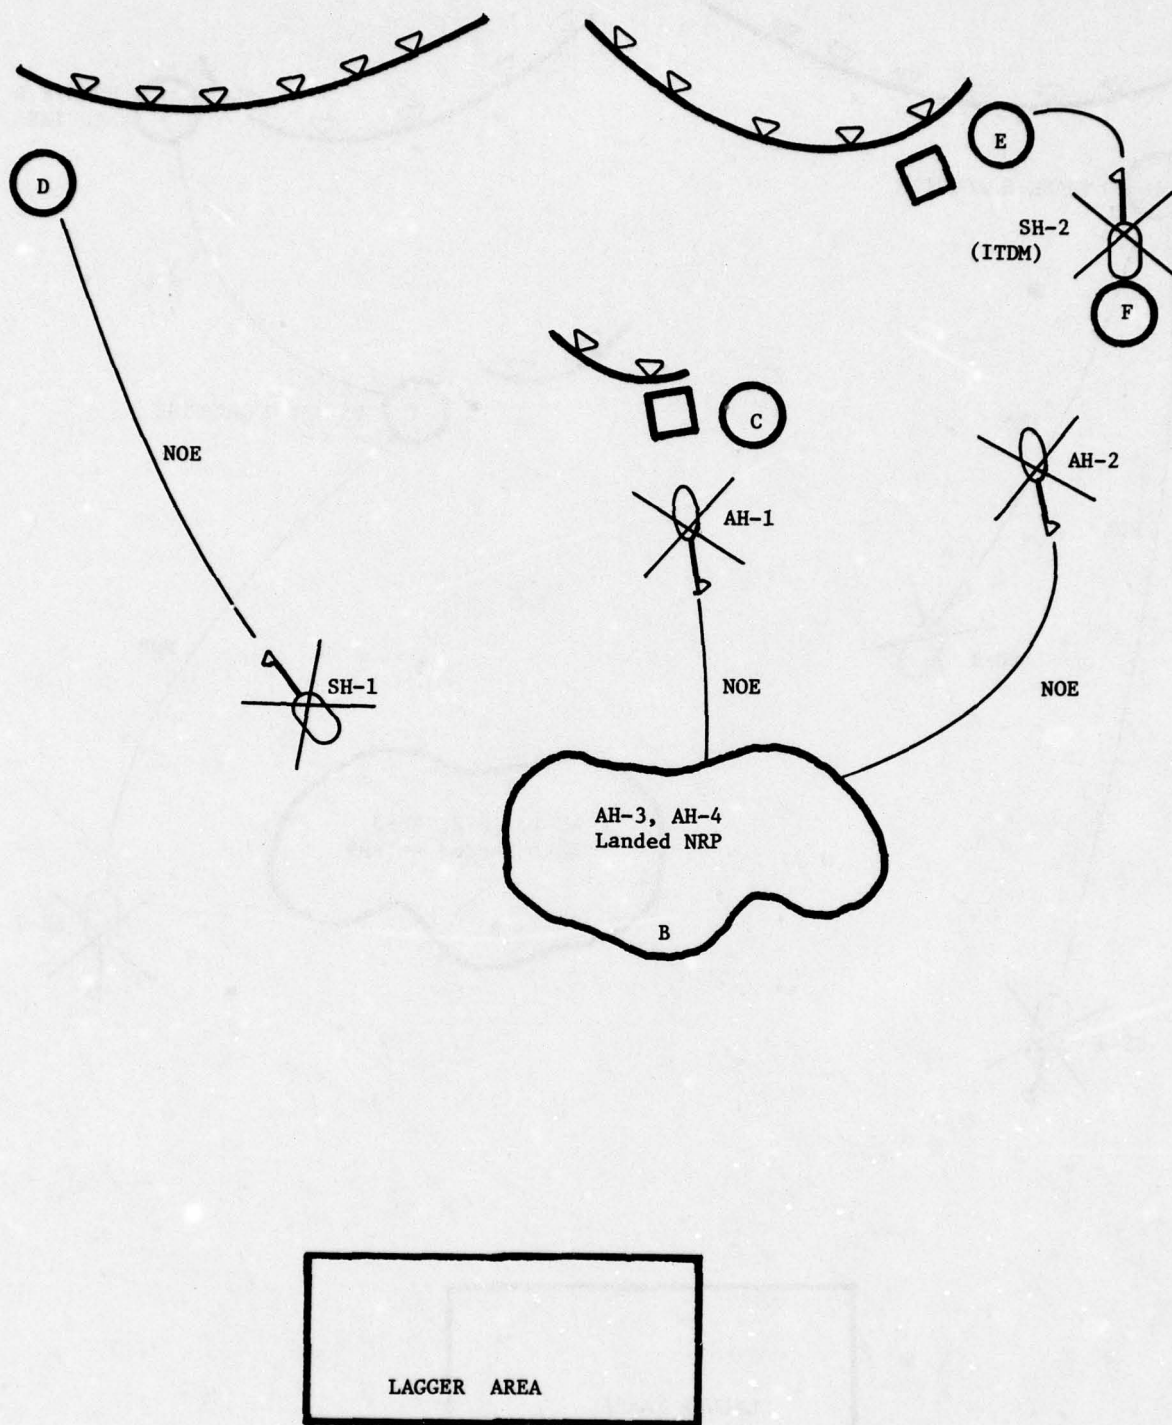 D
E
SH-2
(ITDM)
F
C
NOE
AH-1
AH-2
SH-1
NOE
NOE
AH-3, AH-4
Landed NRP
B
LAGGER AREA